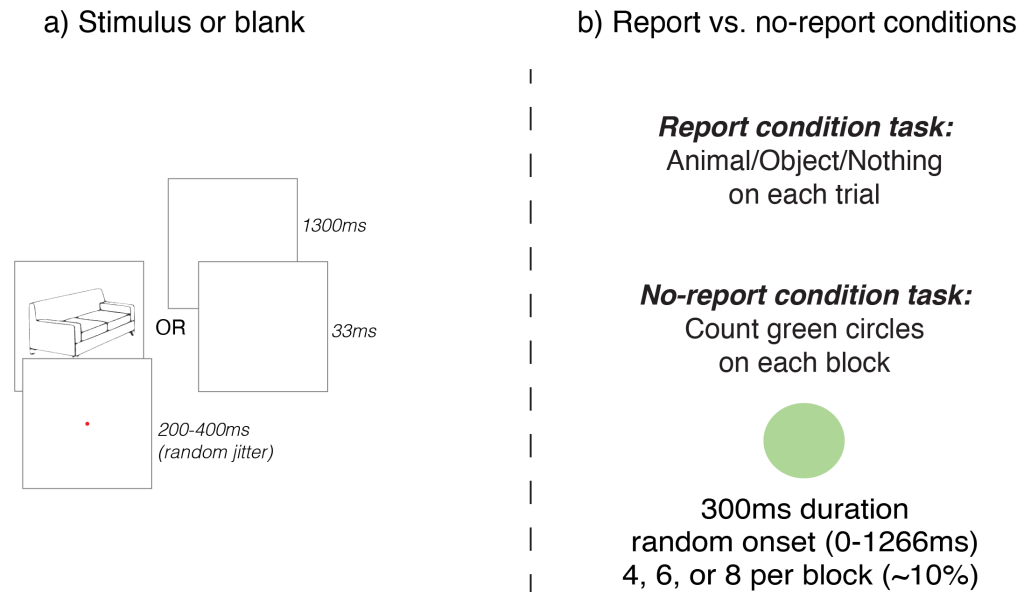 a) Stimulus or blank
1300ms
OR
33ms
200-400ms
(random jitter)
b) Report vs. no-report conditions
Report condition task:
Animal/Object/Nothing
on each trial
No-report condition task:
Count green circles
on each block
300ms duration
random onset (0-1266ms)
4, 6, or 8 per block (~10%)